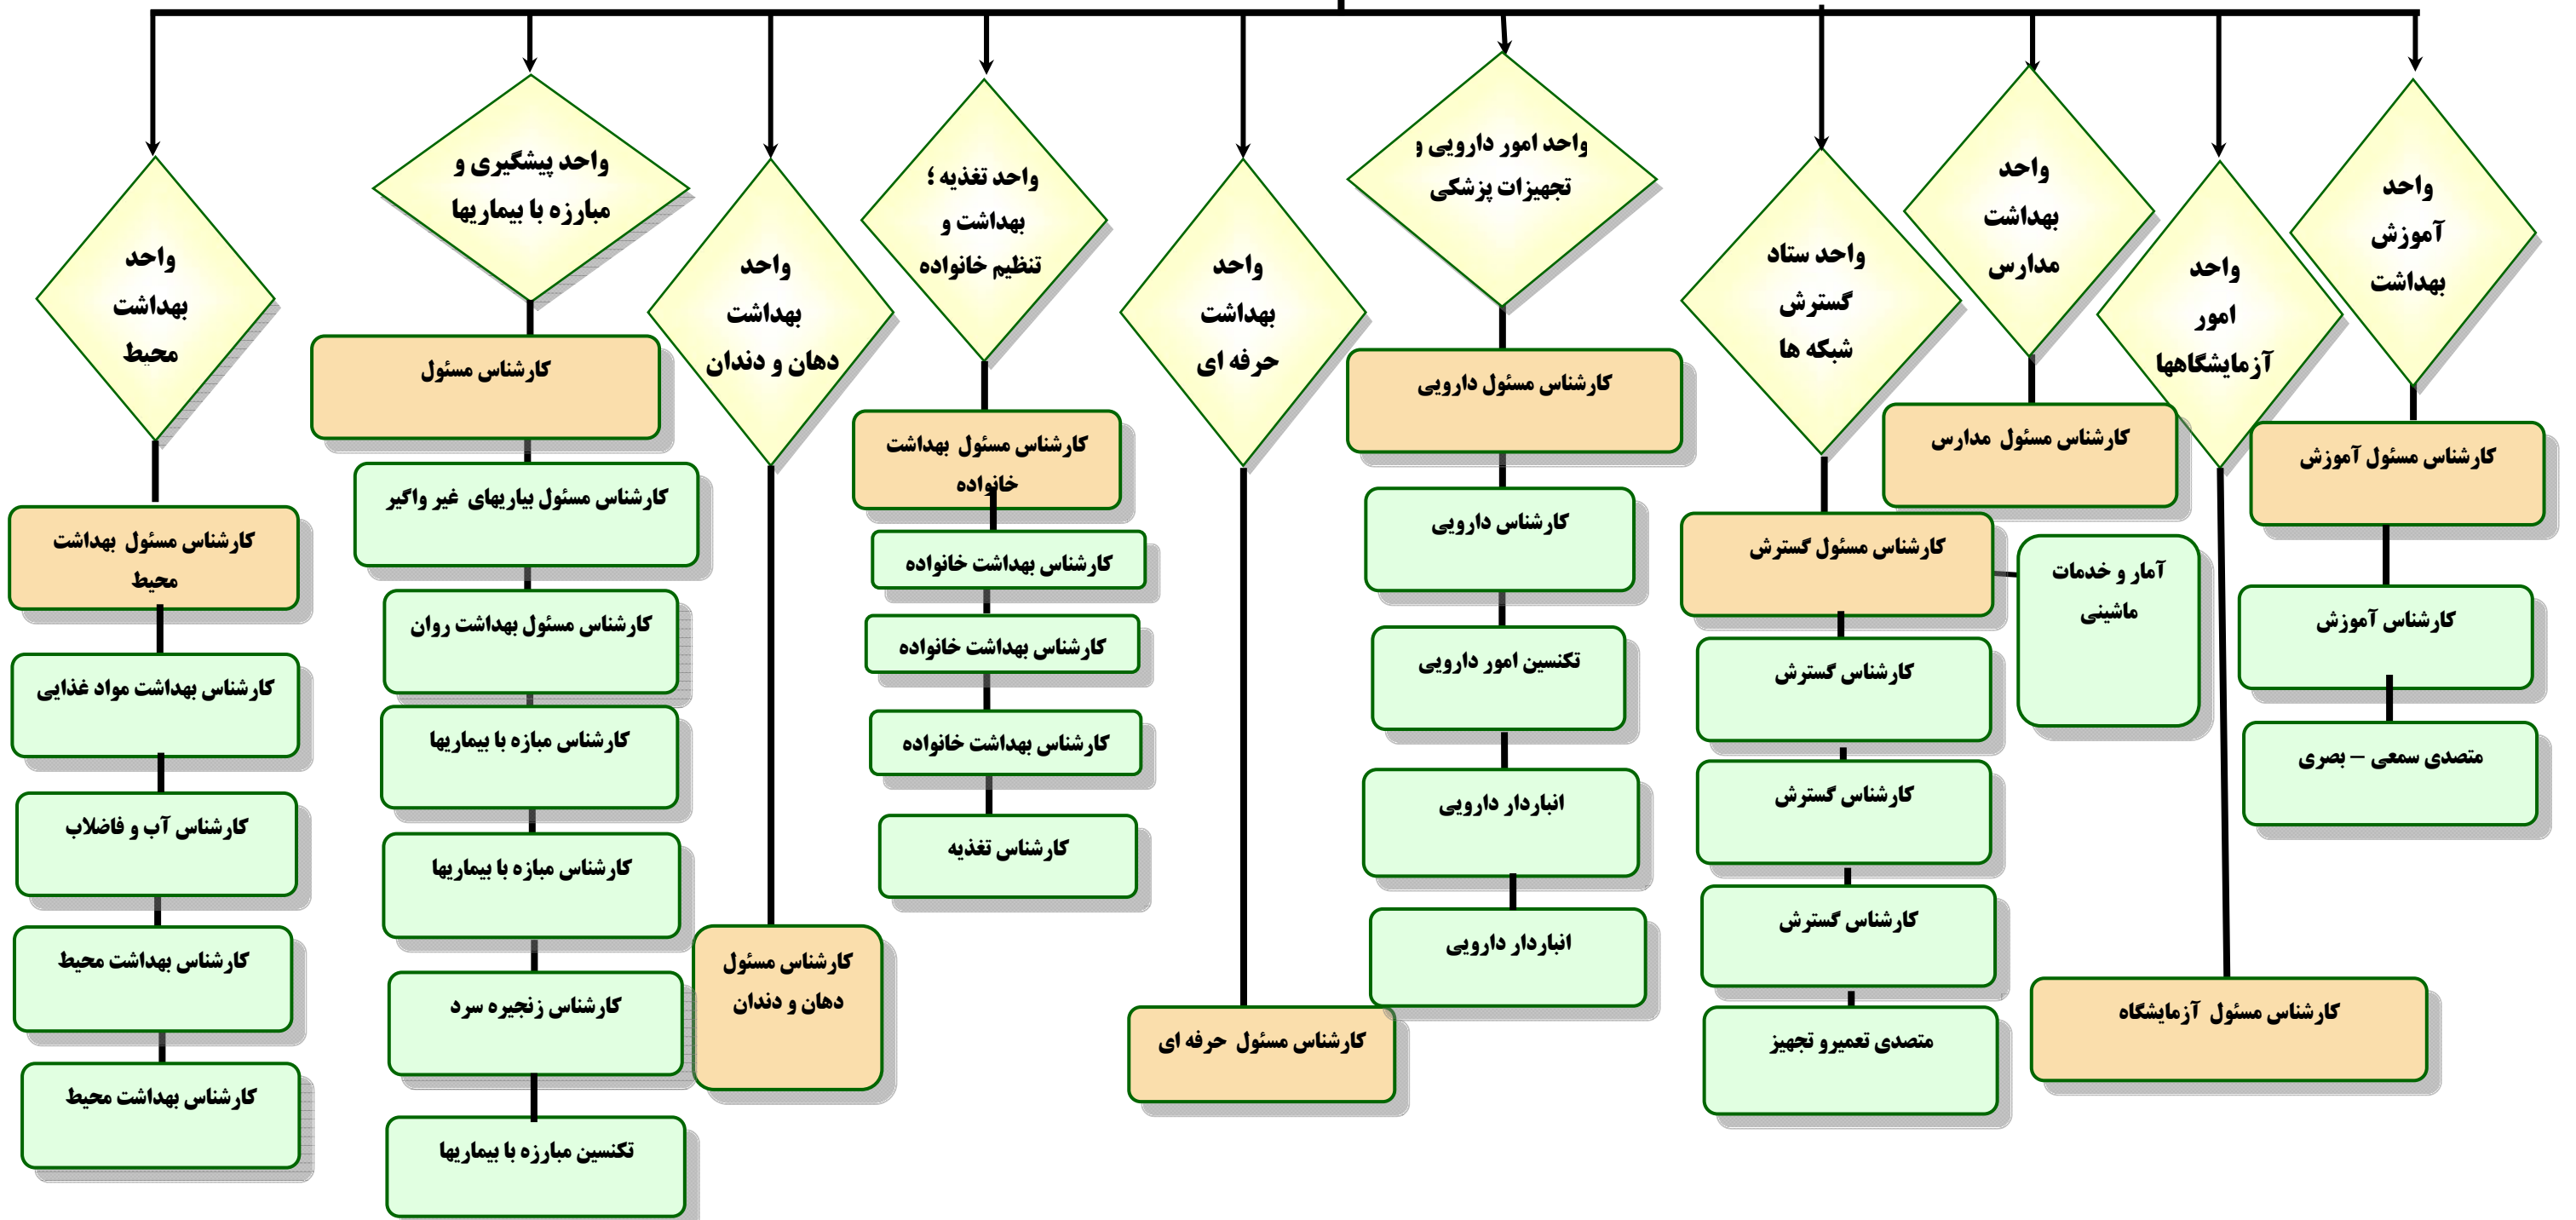 واحد
آموزش
بهداشت
کارشناس مسئول آموزش
کارشناس آموزش
متصدی سمعی – بصری
واحد
امور
آزمایشگاهها
کارشناس مسئول آزمایشگاه
واحد
بهداشت
مدارس
کارشناس مسئول مدارس
واحد ستاد
گسترش
شبکه ها
کارشناس مسئول گسترش
آمار و خدمات
ماشینی
کارشناس گسترش
کارشناس گسترش
کارشناس گسترش
متصدی تعمیرو تجهیز
واحد امور دارویی و
تجهیزات پزشکی
کارشناس مسئول دارویی
کارشناس دارویی
تکنسین امور دارویی
انباردار دارویی
انباردار دارویی
واحد
بهداشت
حرفه ای
کارشناس مسئول حرفه ای
واحد تغذیه ؛
بهداشت و
تنظیم خانواده
کارشناس مسئول بهداشت
خانواده
کارشناس بهداشت خانواده
کارشناس بهداشت خانواده
کارشناس بهداشت خانواده
کارشناس تغذیه
واحد
بهداشت
دهان و دندان
کارشناس مسئول
دهان و دندان
واحد پیشگیری و
مبارزه با بیماریها
کارشناس مسئول
کارشناس مسئول بیاریهای غیر واگیر
کارشناس مسئول بهداشت روان
کارشناس مبازه با بیماریها
کارشناس مبازه با بیماریها
کارشناس زنجیره سرد
تکنسین مبارزه با بیماریها
واحد
بهداشت
محیط
کارشناس مسئول بهداشت
محیط
کارشناس بهداشت مواد غذایی
کارشناس آب و فاضلاب
کارشناس بهداشت محیط
کارشناس بهداشت محیط